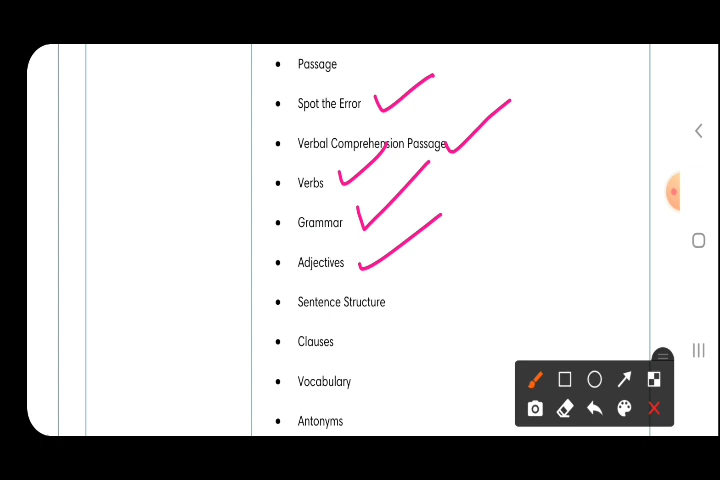 Passage
Spot the Error
Verbal Comprehension Passage
Verbs
Grammar
Adjectives
Sentence Structure
Clauses
Vocabulary
Antonyms